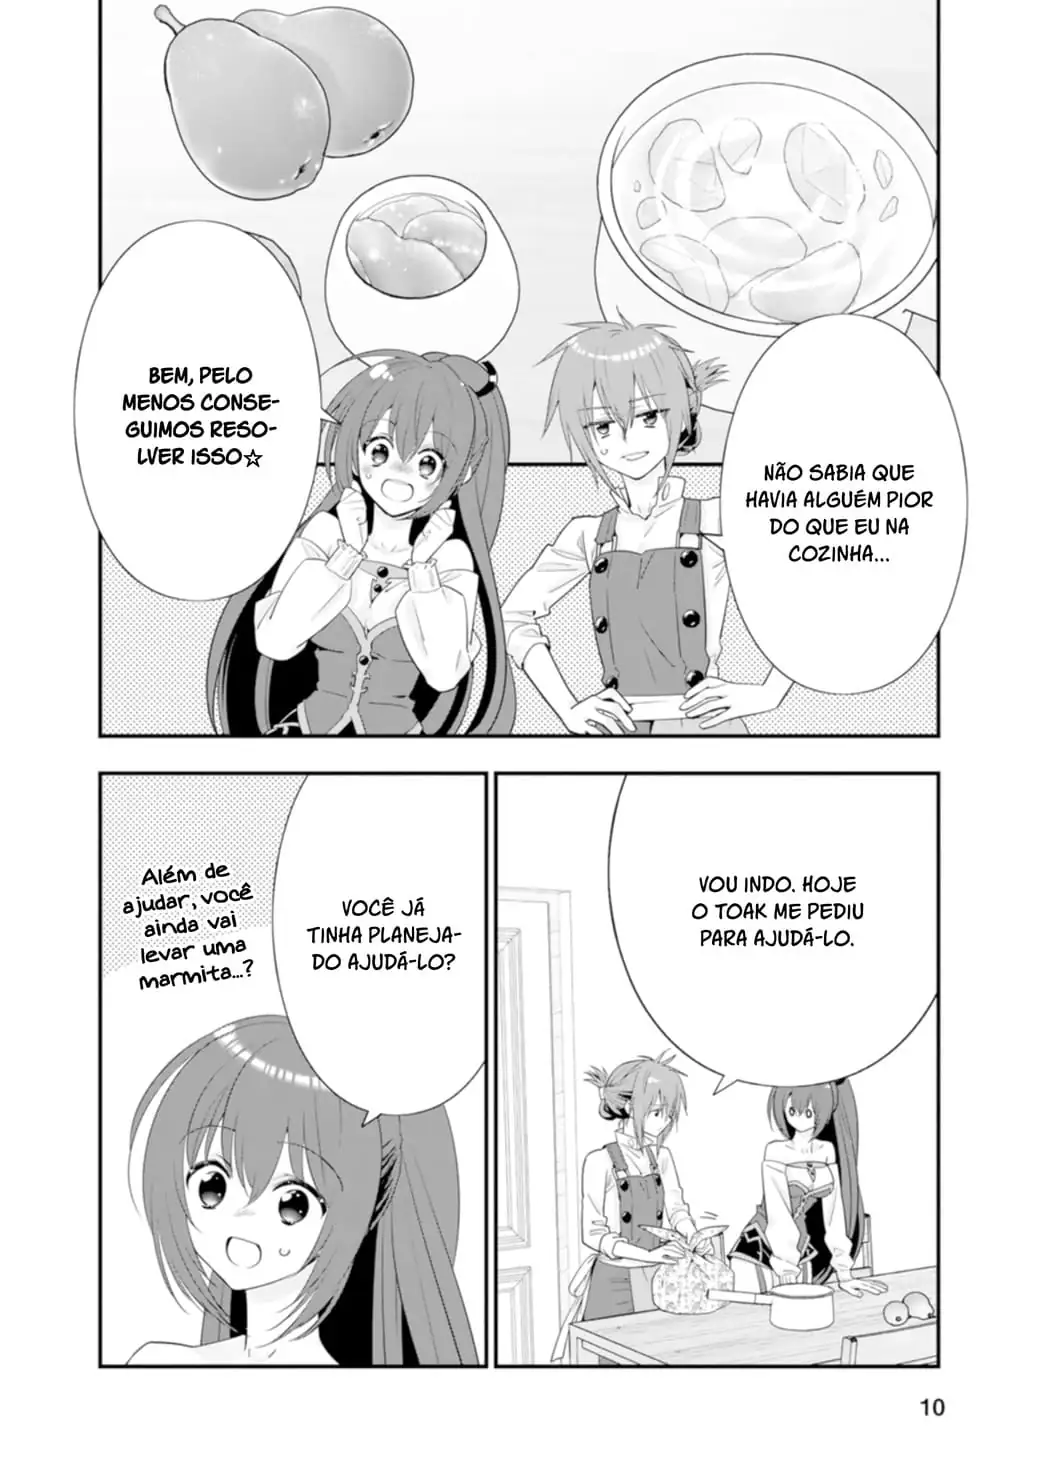 NÃO SABIA QUE
HAVIA ALGUÉM PIOR
DO QUE EU NA
COZINHA...
BEM, PELO
MENOS CONSE-
GUIMOS RESO-
LVER ISSO☆
VOU INDO. HOJE
O TOAK ME PEDIU
PARA AJUDÁ-LO.
VOCÊ JÁ
TINHA PLANEJA-
DO AJUDÁ-LO?
Além de
ajudar, você
ainda vai
levar uma
marmita...?
10